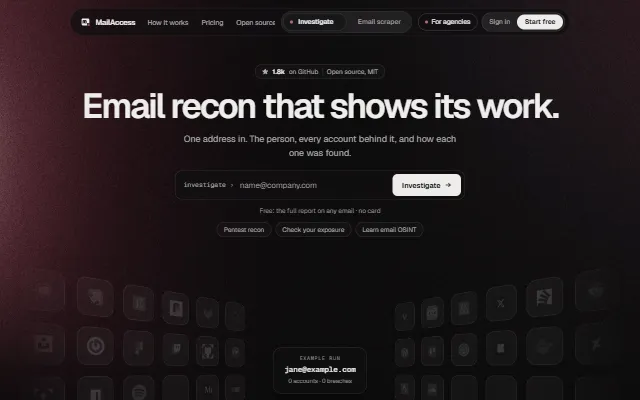 MailAccess How it works Pricing Open source Investigate Email scraper For agencies Sign in Start free
1.8k on GitHub Open source, MIT
Email recon that shows its work.
One address in. The person, every account behind it, and how each
one was found.
investigate › name@company.com Investigate →
Free: the full report on any email · no card
Pentest recon Check your exposure Learn email OSINT
EXAMPLE RUN
jane@example.com
0 accounts · 0 breaches